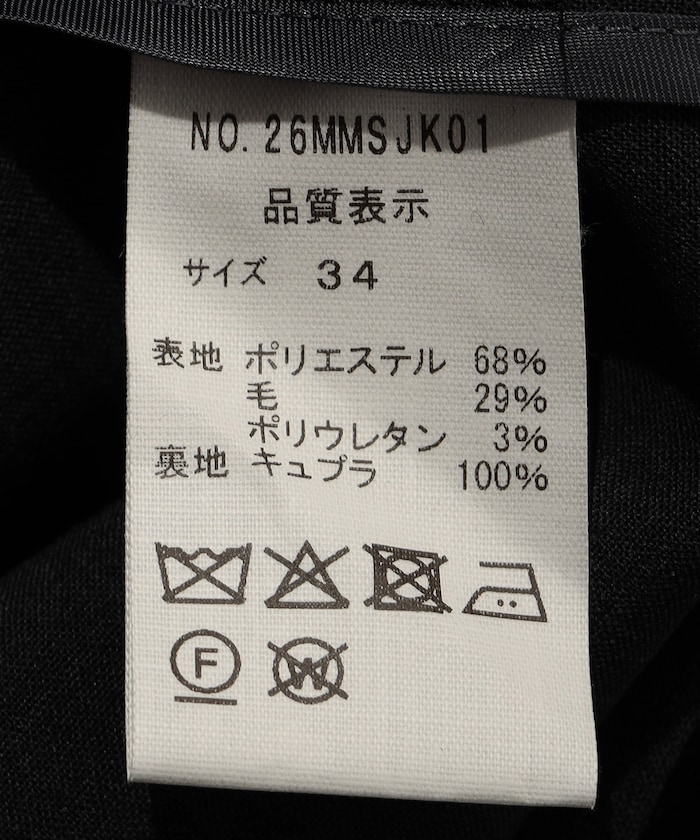 NO.26MMSJK01
品質表示
サイズ 34
表地 ポリエステル 68%
毛 29%
ポリウレタン 3%
裏地 キュプラ 100%
F W